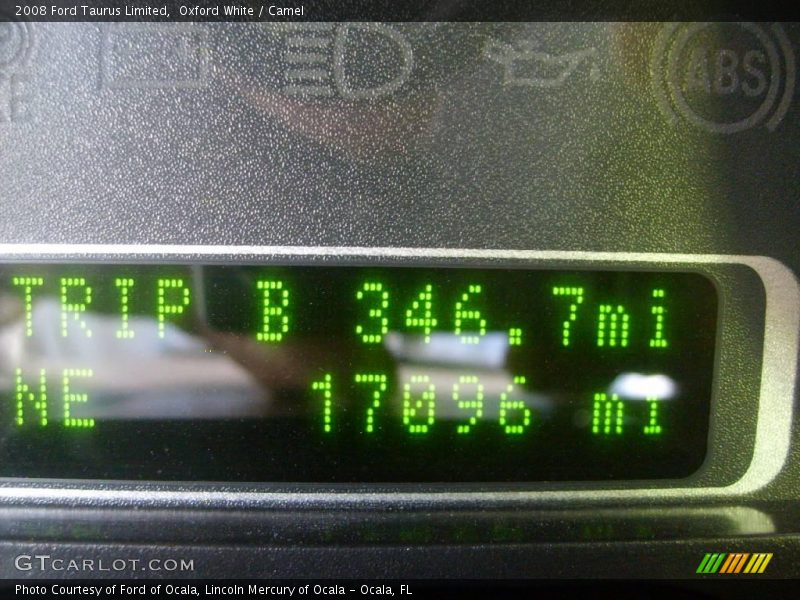 2008 Ford Taurus Limited, Oxford White / Camel
ABS
TRIP B 346.7mi
NE 17096 mi
GTCARLOT.COM
Photo Courtesy of Ford of Ocala, Lincoln Mercury of Ocala - Ocala, FL